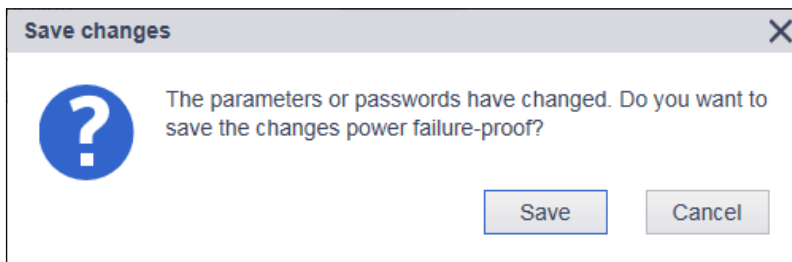 Save changes
The parameters or passwords have changed. Do you want to
save the changes power failure-proof?
Save
Cancel